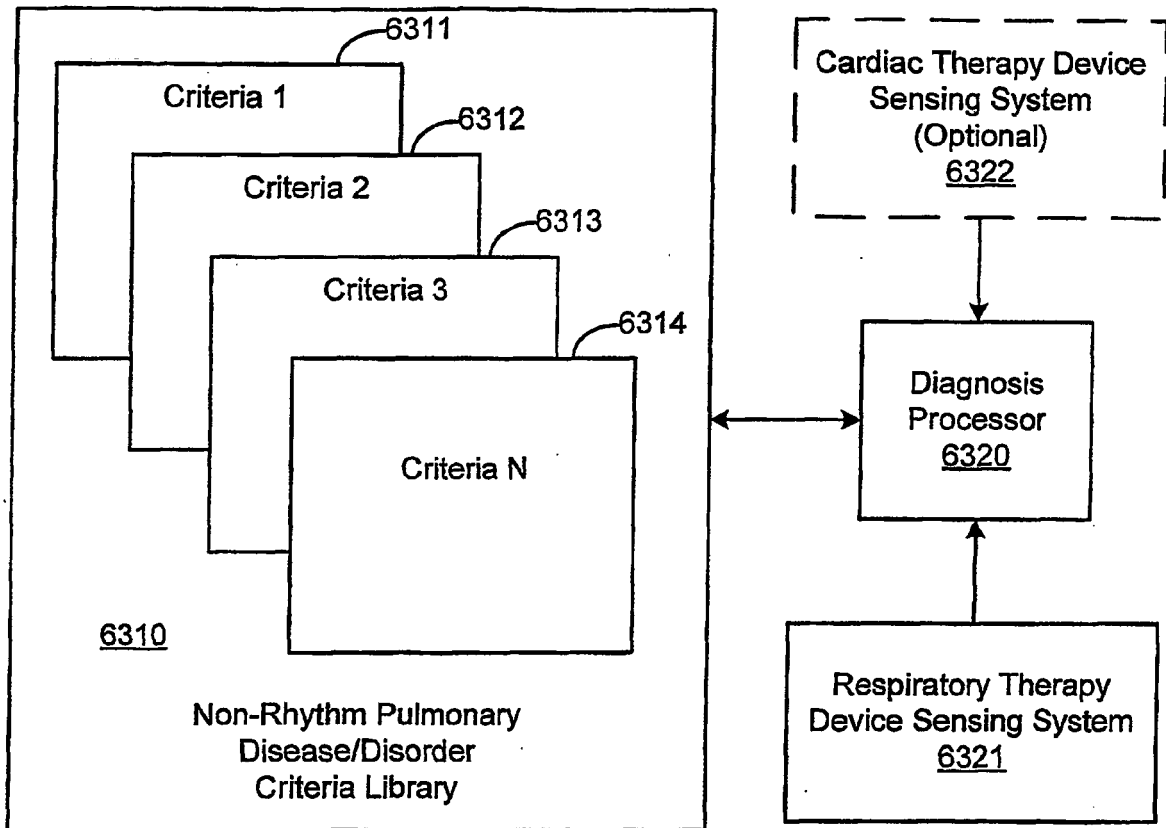 6311
Criteria 1
6312
Criteria 2
6313
Criteria 3
6314
Criteria N
6310
Non-Rhythm Pulmonary
Disease/Disorder
Criteria Library
Cardiac Therapy Device
Sensing System
(Optional)
6322
Diagnosis
Processor
6320
Respiratory Therapy
Device Sensing System
6321